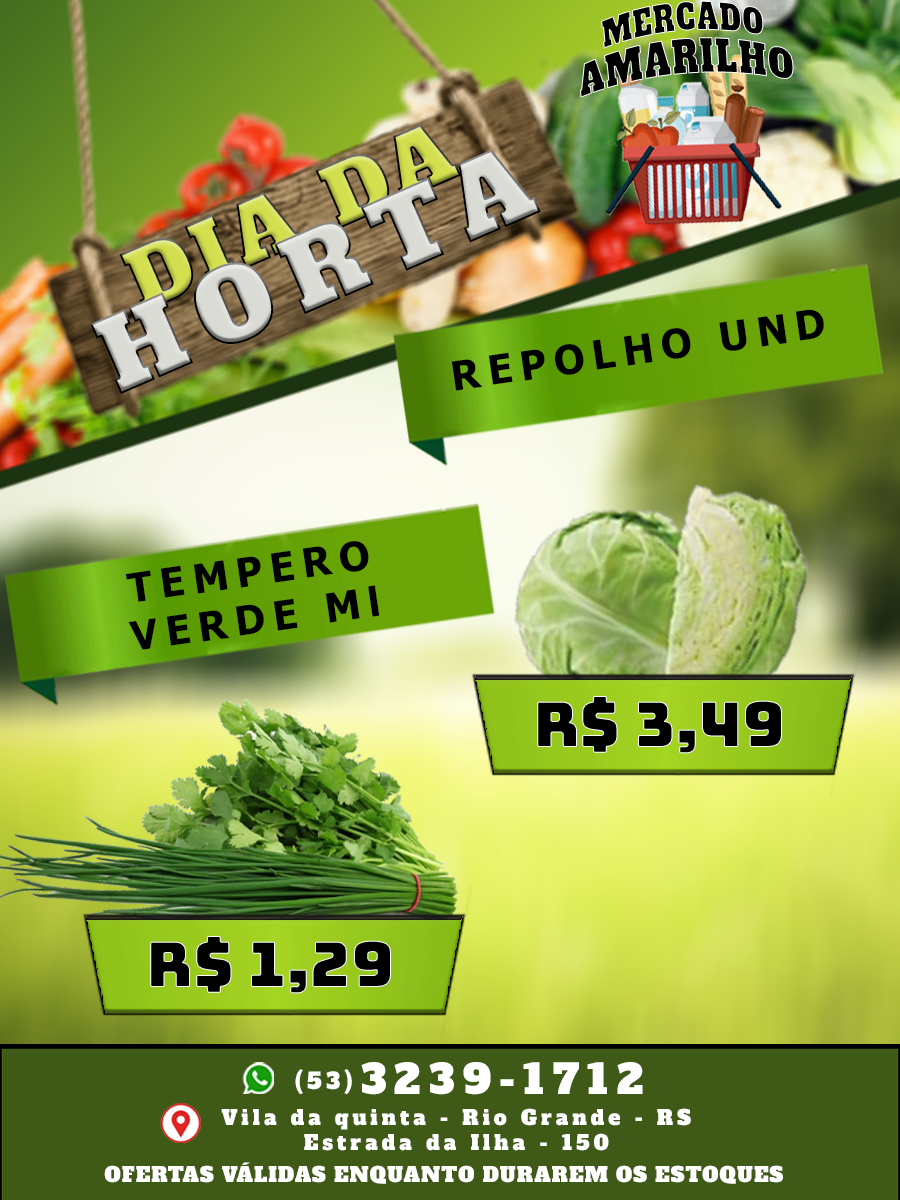 MERCADO
AMARILHO
DIA DA
HORTA
REPOLHO UND
TEMPERO
VERDE MI
R$ 3,49
R$ 1,29
(53) 3239-1712
Vila da quinta - Rio Grande - RS
Estrada da Ilha - 150
OFERTAS VÁLIDAS ENQUANTO DURAREM OS ESTOQUES